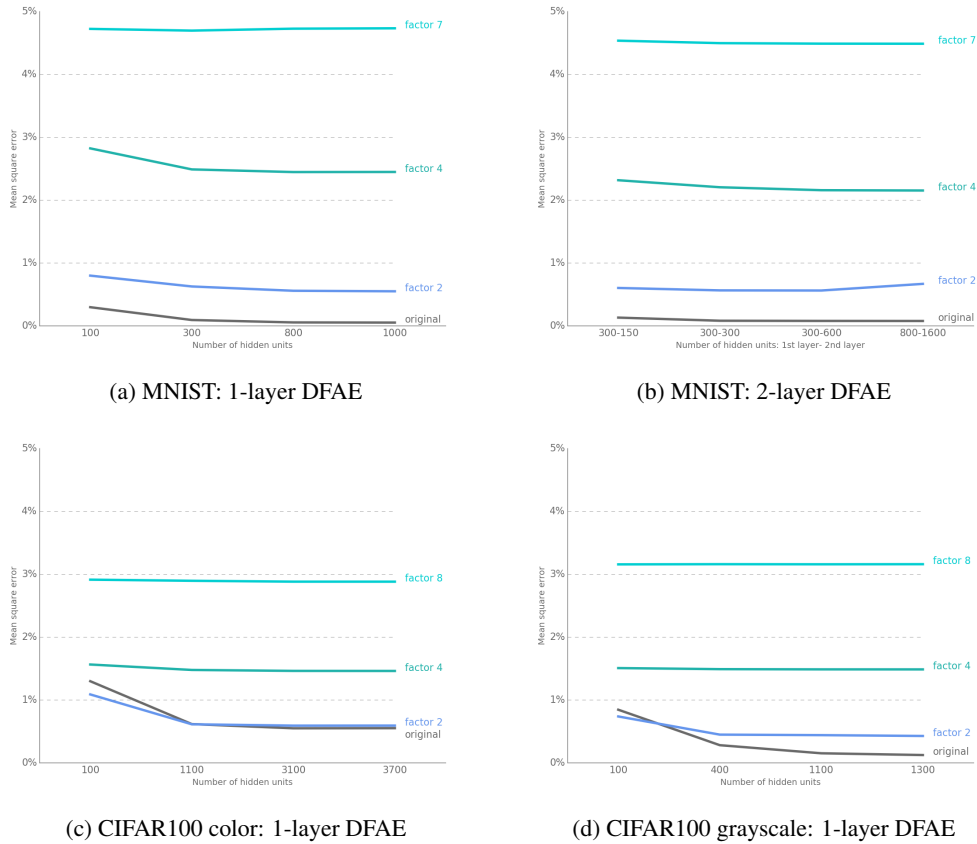 5%
4%
3%
2%
1%
0%
Mean square error
factor 7
factor 4
factor 2
original
100
300
800
1000
Number of hidden units
(a) MNIST: 1-layer DFAE
5%
4%
3%
2%
1%
0%
Mean square error
factor 7
factor 4
factor 2
original
300-150
300-300
300-600
800-1600
Number of hidden units: 1st layer- 2nd layer
(b) MNIST: 2-layer DFAE
5%
4%
3%
2%
1%
0%
Mean square error
factor 8
factor 4
factor 2
original
100
1100
3100
3700
Number of hidden units
(c) CIFAR100 color: 1-layer DFAE
5%
4%
3%
2%
1%
0%
Mean square error
factor 8
factor 4
factor 2
original
100
400
1100
1300
Number of hidden units
(d) CIFAR100 grayscale: 1-layer DFAE